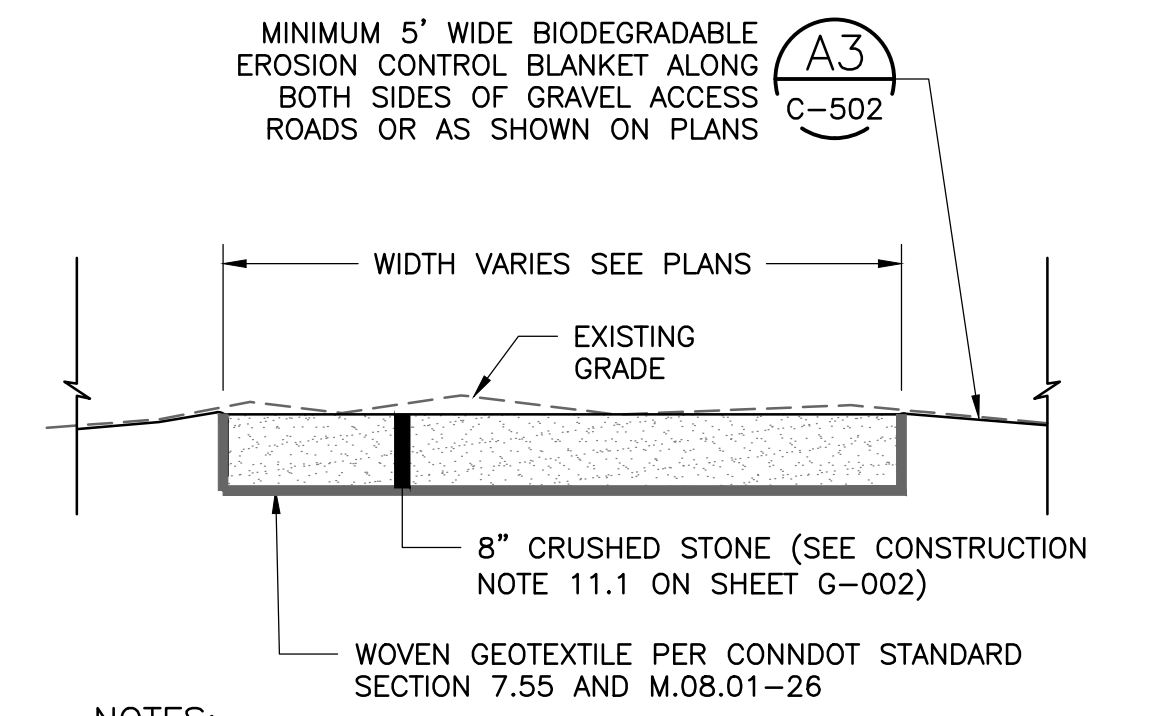 MINIMUM 5' WIDE BIODEGRADABLE
EROSION CONTROL BLANKET ALONG
BOTH SIDES OF GRAVEL ACCESS
ROADS OR AS SHOWN ON PLANS
A3
C-502
WIDTH VARIES SEE PLANS
EXISTING
GRADE
8" CRUSHED STONE (SEE CONSTRUCTION
NOTE 11.1 ON SHEET G-002)
WOVEN GEOTEXTILE PER CONNDOT STANDARD
SECTION 7.55 AND M.08.01-26
NOTES: